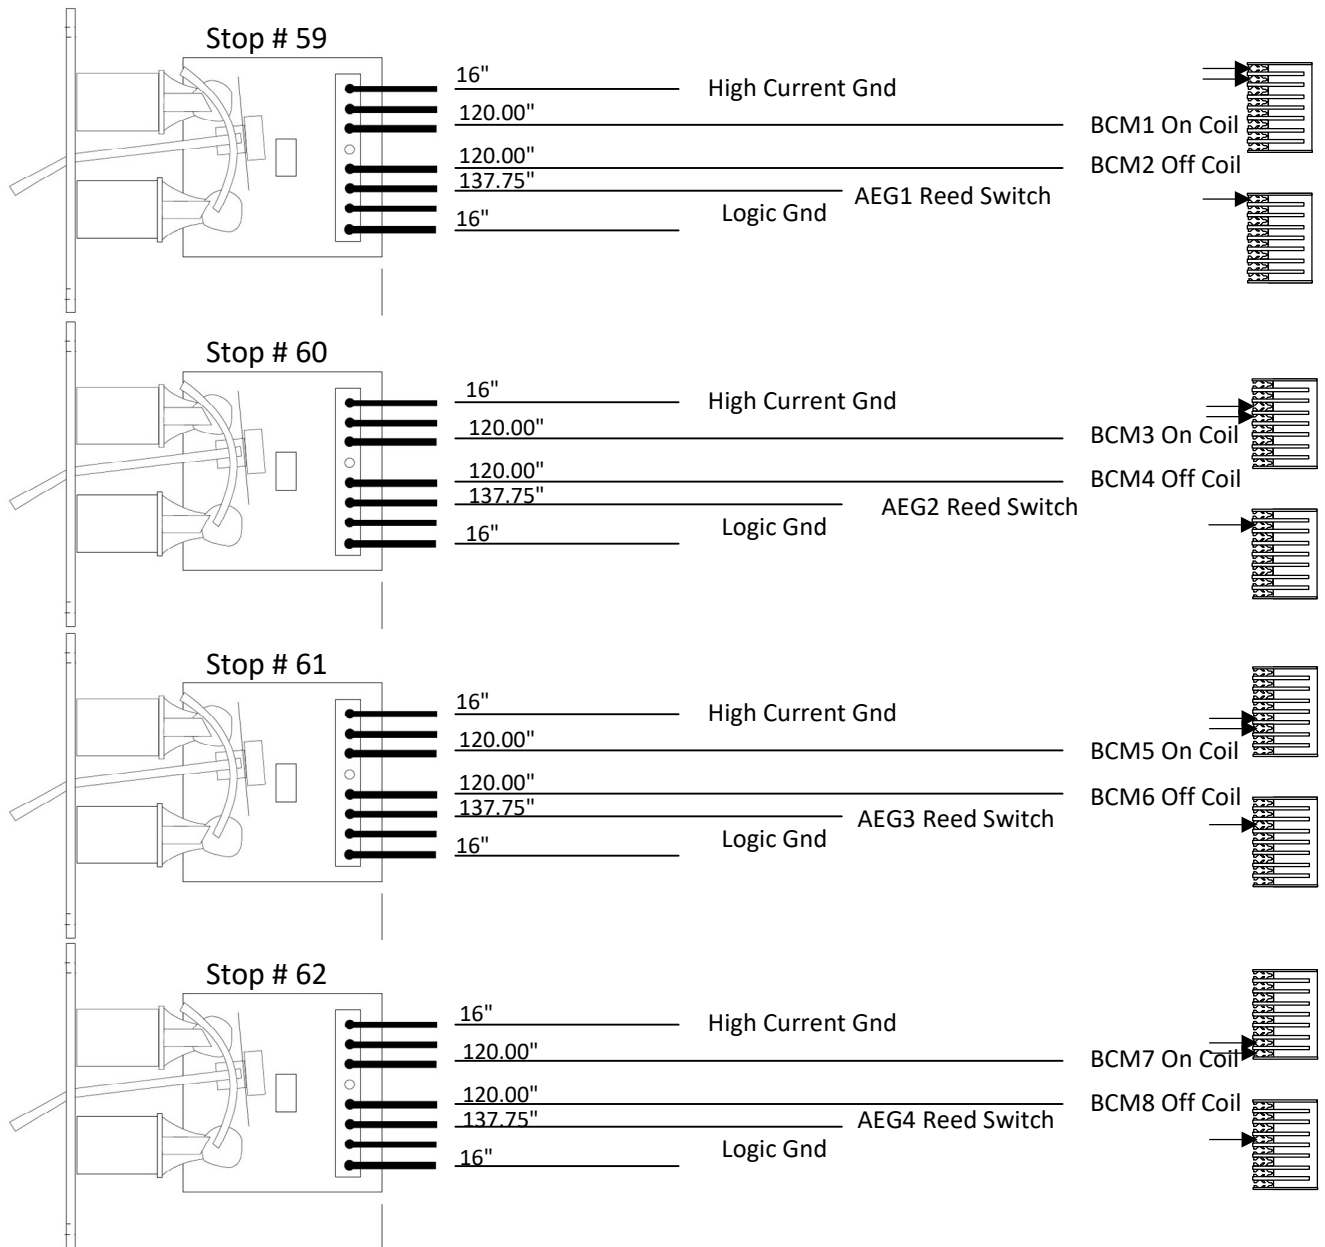 Stop # 59
16"
High Current Gnd
120.00"
BCM1 On Coil
120.00"
BCM2 Off Coil
137.75"
AEG1 Reed Switch
Logic Gnd
16"
Stop # 60
16"
High Current Gnd
120.00"
BCM3 On Coil
120.00"
BCM4 Off Coil
137.75"
AEG2 Reed Switch
Logic Gnd
16"
Stop # 61
16"
High Current Gnd
120.00"
BCM5 On Coil
120.00"
BCM6 Off Coil
137.75"
AEG3 Reed Switch
Logic Gnd
16"
Stop # 62
16"
High Current Gnd
120.00"
BCM7 On Coil
120.00"
BCM8 Off Coil
137.75"
AEG4 Reed Switch
Logic Gnd
16"